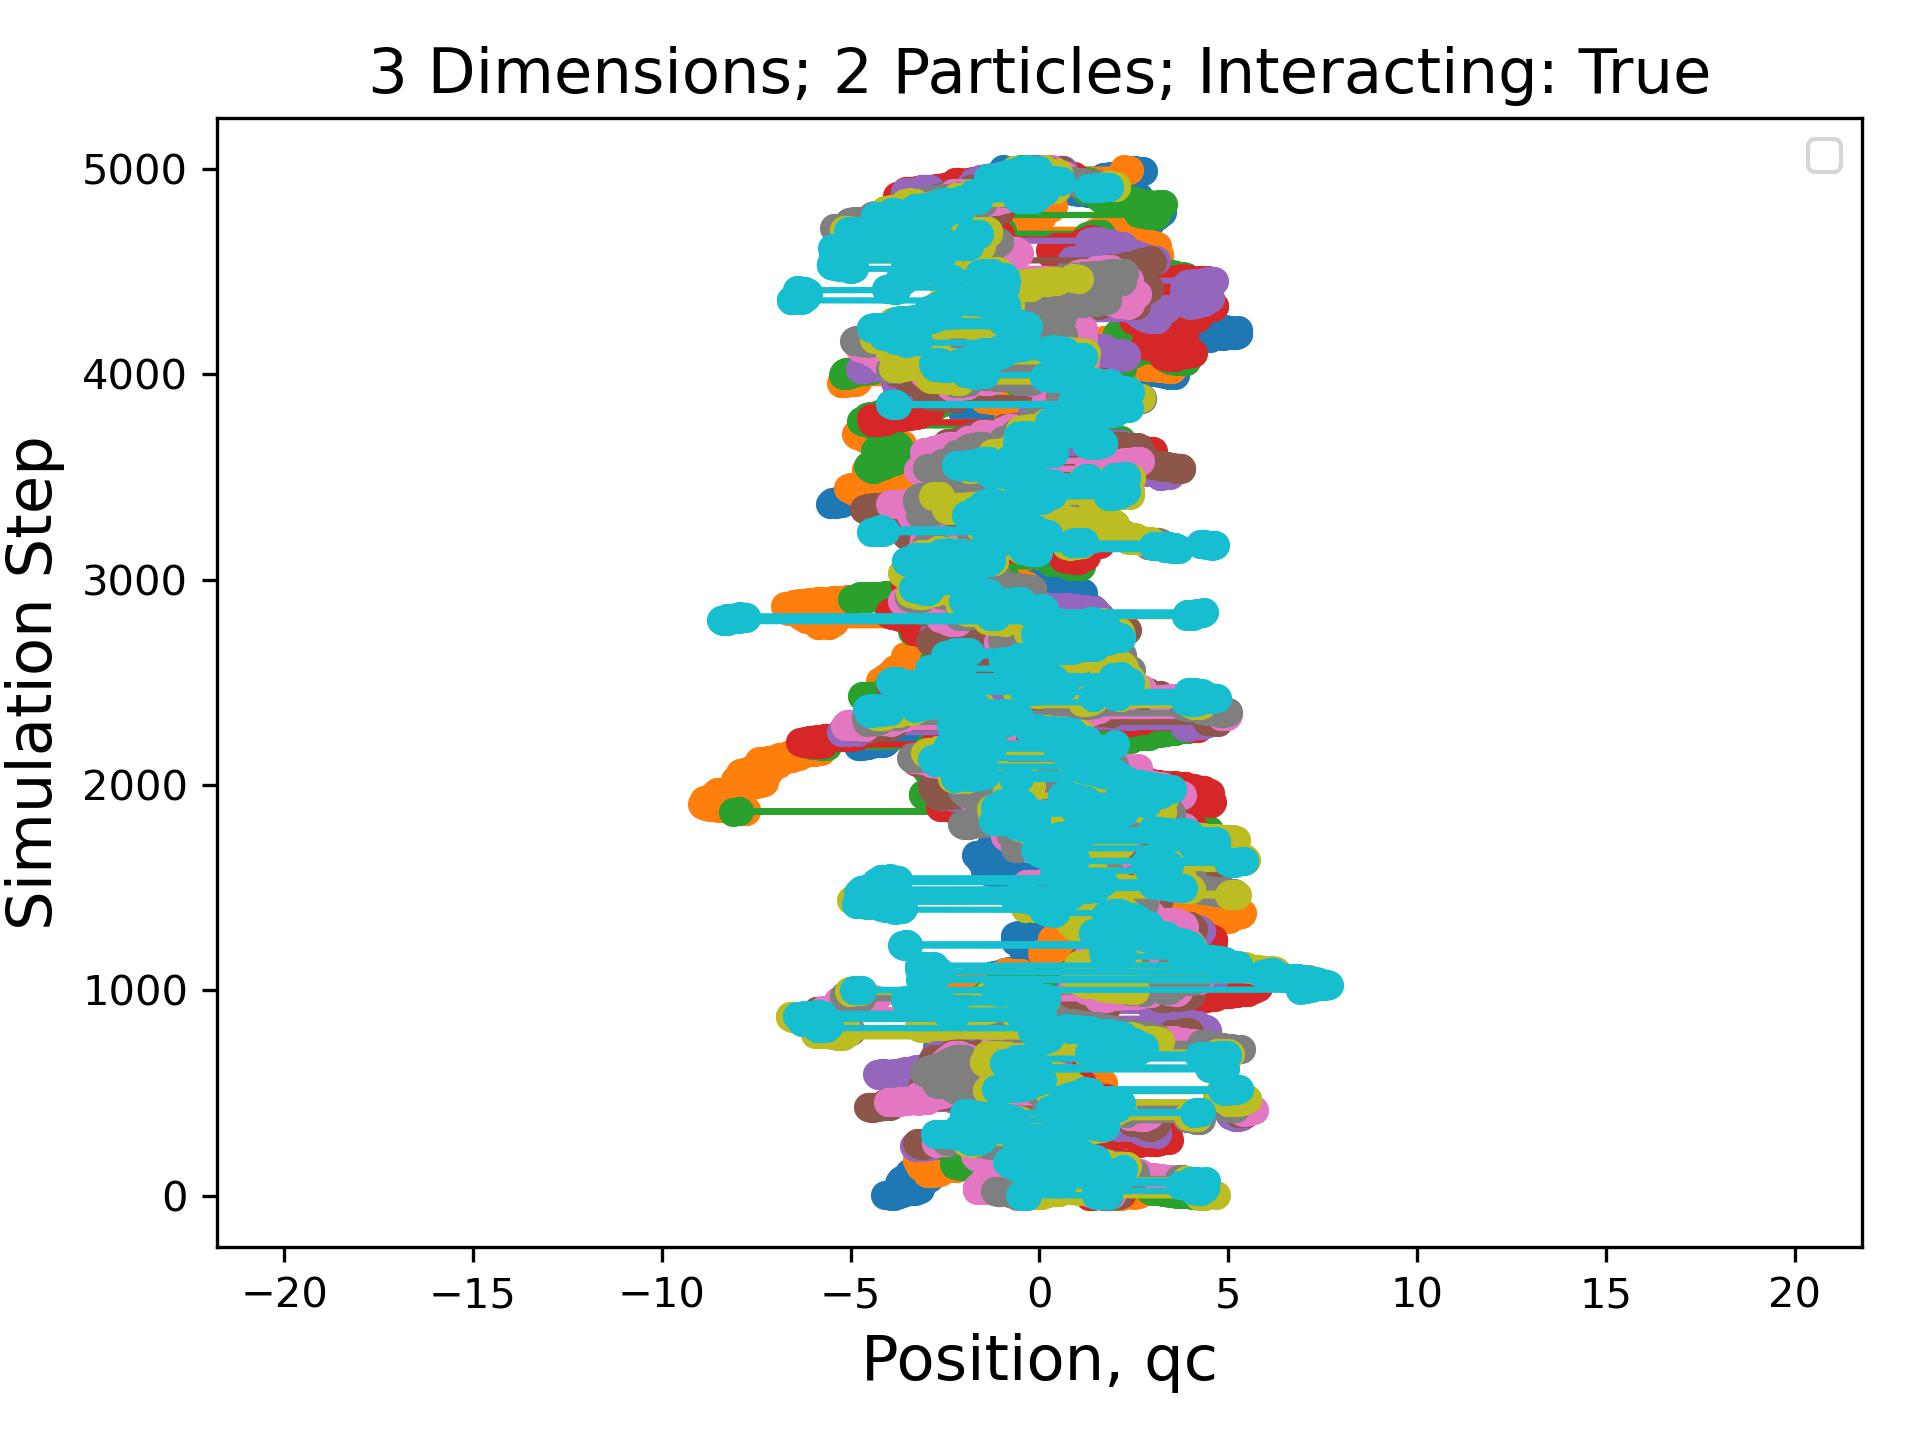 3 Dimensions; 2 Particles; Interacting: True
Simulation Step
5000
4000
3000
2000
1000
0
−20 −15 −10 −5 0 5 10 15 20
Position, qc